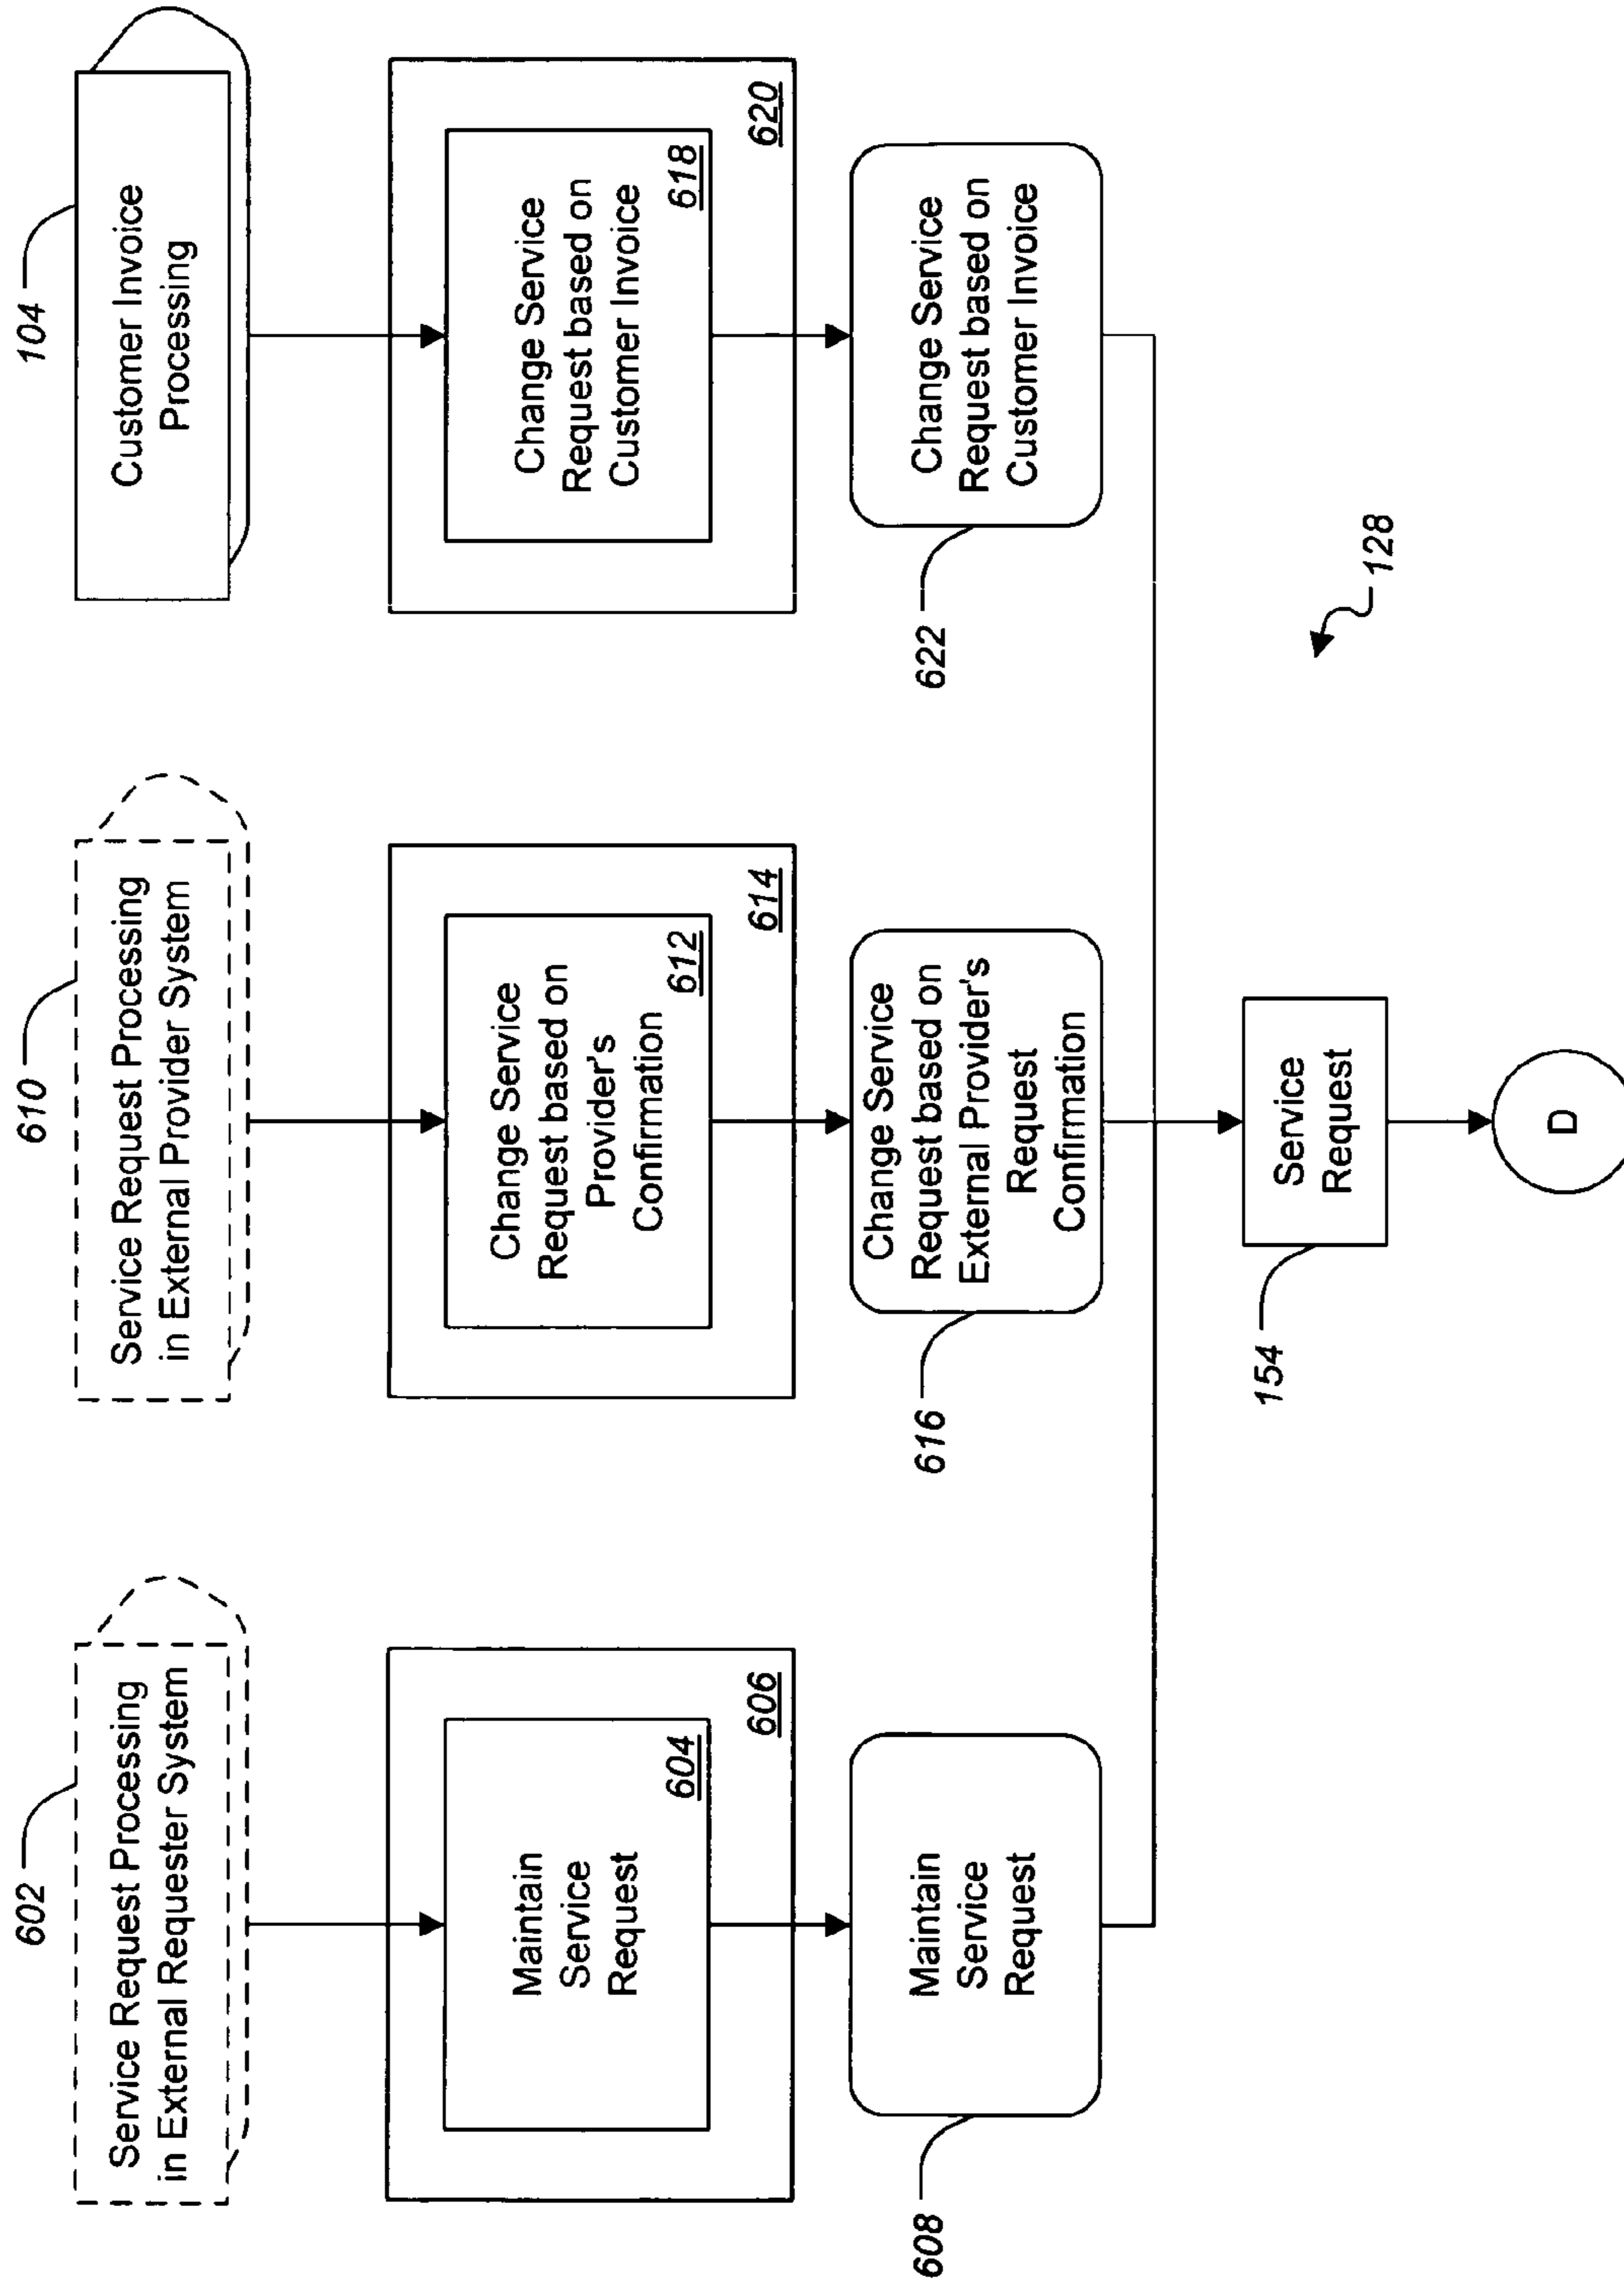 602
Service Request Processing
in External Requester System
Maintain
Service
Request
604
606
Maintain
Service
Request
608
610
Service Request Processing
in External Provider System
Change Service
Request based on
Provider's
Confirmation
612
614
Change Service
Request based on
External Provider's
Request
Confirmation
616
104
Customer Invoice
Processing
Change Service
Request based on
Customer Invoice
618
620
Change Service
Request based on
Customer Invoice
622
128
Service
Request
154
D